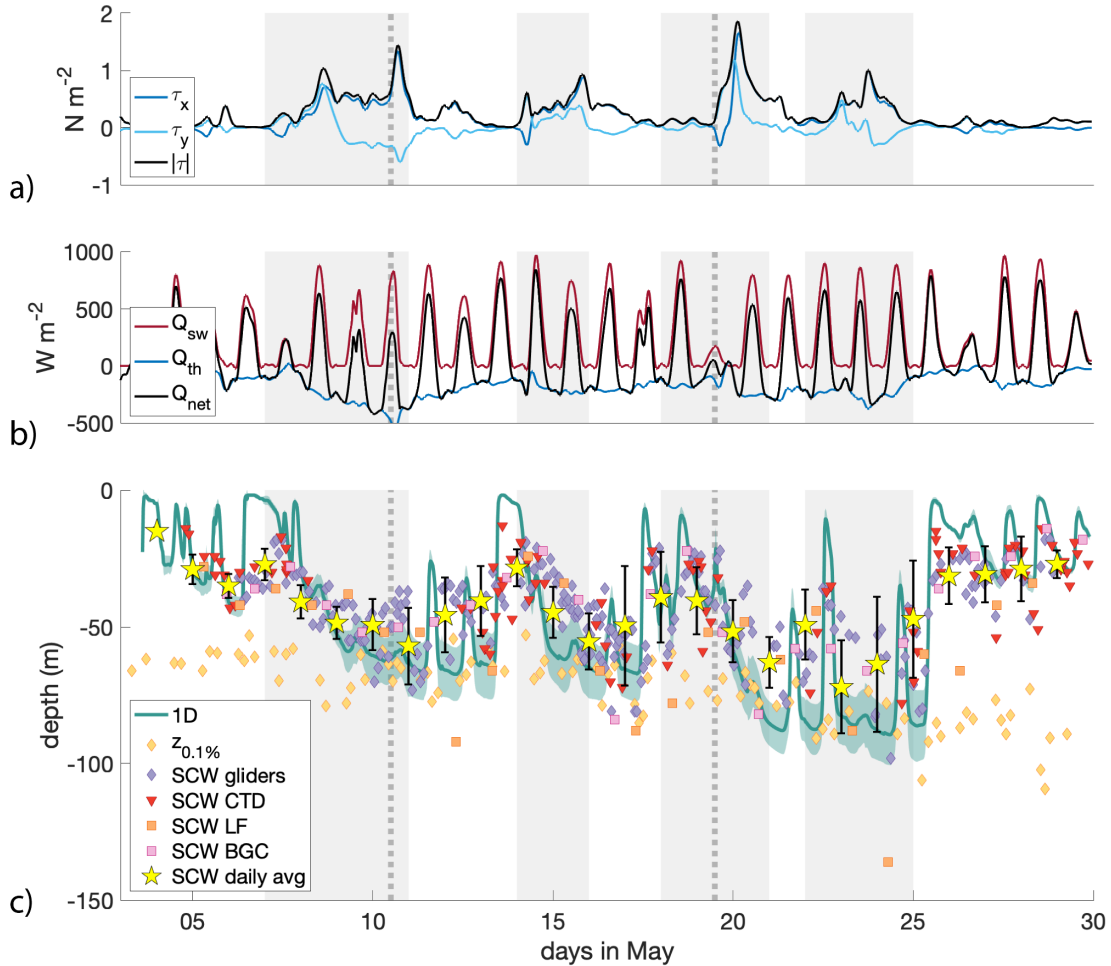 2
1
0
-1
N m-2
τx
τy
|τ|
a)
1000
500
0
-500
W m-2
Qsw
Qth
Qnet
b)
0
-50
-100
-150
depth (m)
1D
z0.1%
SCW gliders
SCW CTD
SCW LF
SCW BGC
SCW daily avg
c)
05 10 15 20 25 30
days in May